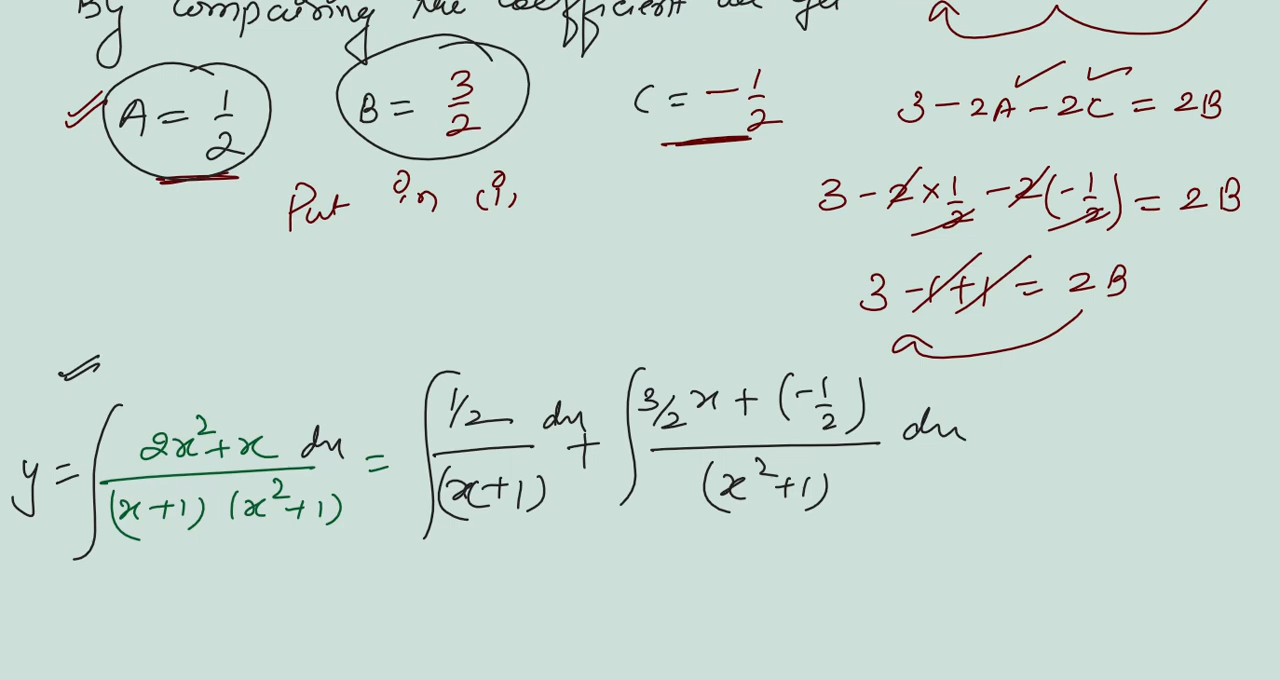 By comparing the coefficient we get
A = 1/2 B = 3/2 C = -1/2
Put in (i)
3 - 2A - 2C = 2B
3 - 2 × 1/2 - 2(-1/2) = 2B
3 - 1 + 1 = 2B
y = ∫ 2x² + x / (x+1) (x²+1) dx = ∫ 1/2 / (x+1) dx + ∫ 3/2 x + (-1/2) / (x²+1) dx